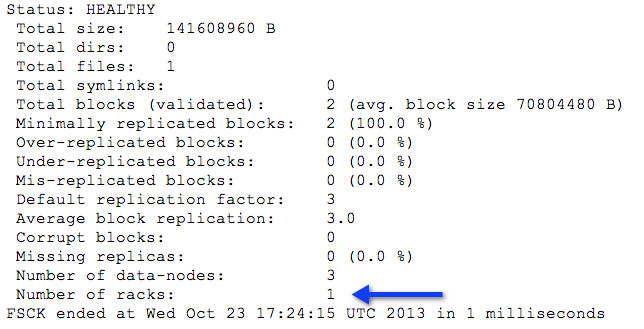 Status: HEALTHY
Total size: 141608960 B
Total dirs: 0
Total files: 1
Total symlinks: 0
Total blocks (validated): 2 (avg. block size 70804480 B)
Minimally replicated blocks: 2 (100.0 %)
Over-replicated blocks: 0 (0.0 %)
Under-replicated blocks: 0 (0.0 %)
Mis-replicated blocks: 0 (0.0 %)
Default replication factor: 3
Average block replication: 3.0
Corrupt blocks: 0
Missing replicas: 0 (0.0 %)
Number of data-nodes: 3
Number of racks: 1
FSCK ended at Wed Oct 23 17:24:15 UTC 2013 in 1 milliseconds